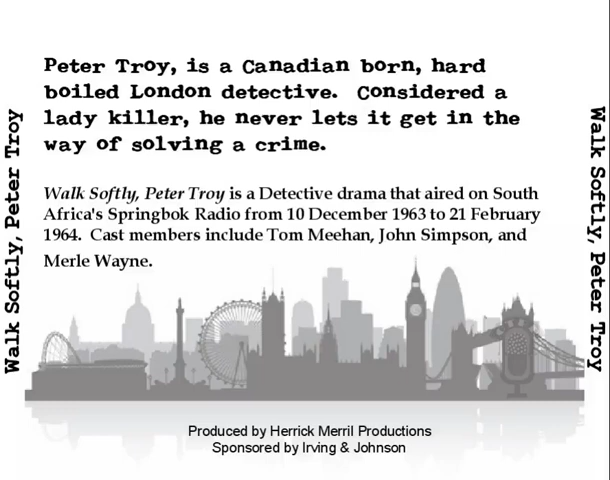 Peter Troy, is a Canadian born, hard
boiled London detective. Considered a
lady killer, he never lets it get in the
way of solving a crime.
Walk Softly, Peter Troy is a Detective drama that aired on South
Africa's Springbok Radio from 10 December 1963 to 21 February
1964. Cast members include Tom Meehan, John Simpson, and
Merle Wayne.
Walk Softly, Peter Troy
Walk Softly, Peter Troy
Produced by Herrick Merril Productions
Sponsored by Irving & Johnson